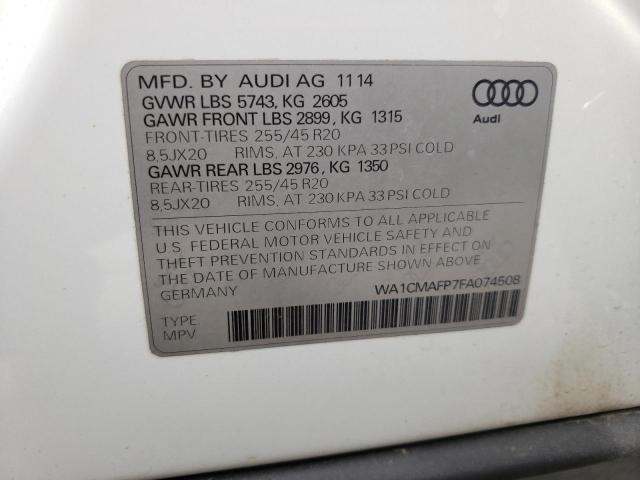 MFD. BY AUDI AG 11 14
GVWR LBS 5743, KG 2605
GAWR FRONT LBS 2899, KG 1315
FRONT-TIRES 255/45 R20
8,5JX20 RIMS, AT 230 KPA 33 PSI COLD
GAWR REAR LBS 2976, KG 1350
REAR-TIRES 255/45 R20
8,5JX20 RIMS, AT 230 KPA 33 PSI COLD
Audi
THIS VEHICLE CONFORMS TO ALL APPLICABLE
U.S. FEDERAL MOTOR VEHICLE SAFETY AND
THEFT PREVENTION STANDARDS IN EFFECT ON
THE DATE OF MANUFACTURE SHOWN ABOVE.
GERMANY
WA1CMAFP7FA074508
TYPE
MPV